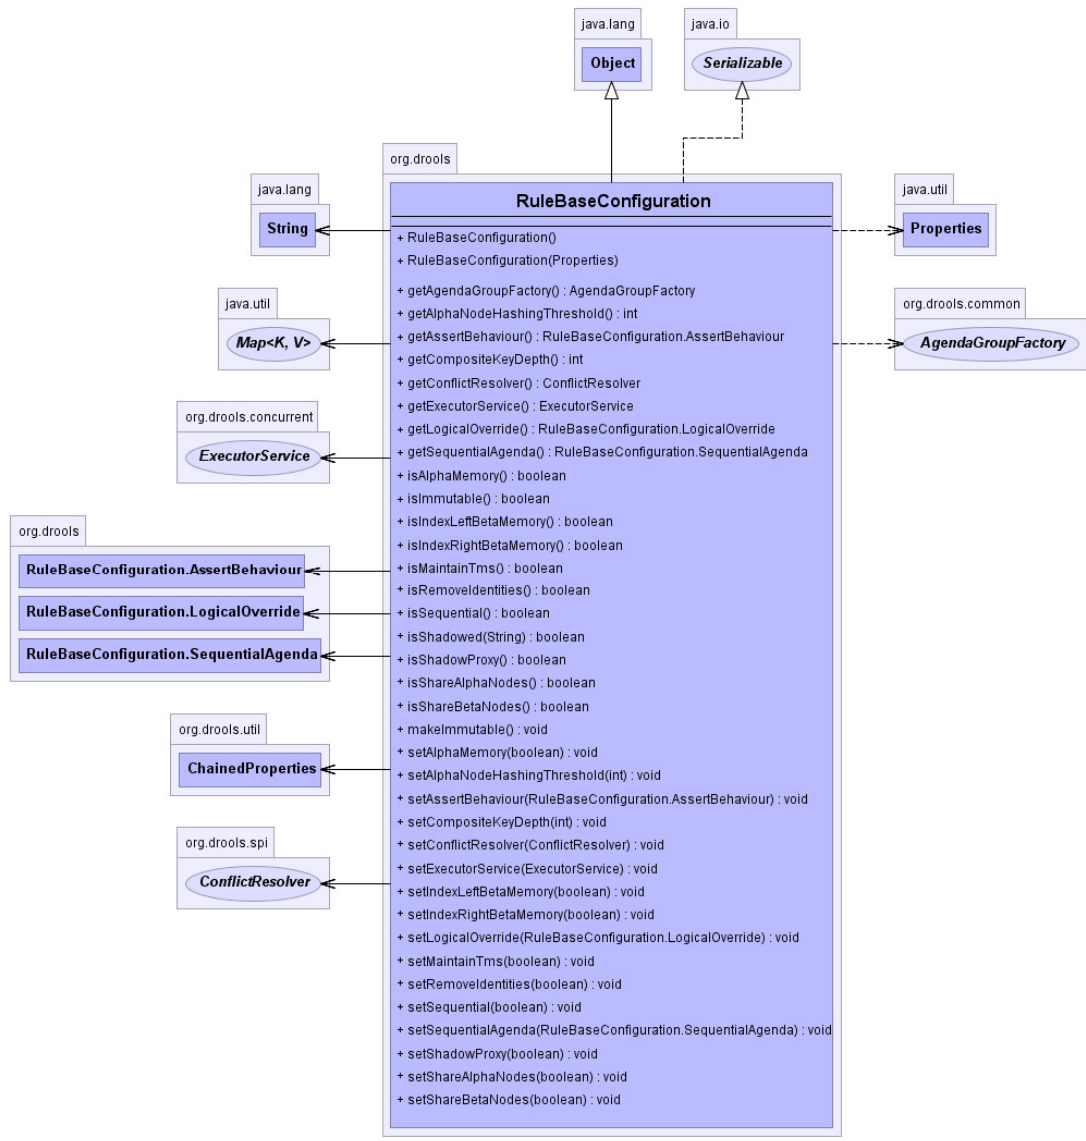 java.lang
Object
java.io
Serializable
org.drools
java.lang
String
java.util
Map<K, V>
org.drools.concurrent
ExecutorService
org.drools
RuleBaseConfiguration.AssertBehaviour
RuleBaseConfiguration.LogicalOverride
RuleBaseConfiguration.SequentialAgenda
org.drools.util
ChainedProperties
org.drools.spi
ConflictResolver
RuleBaseConfiguration
+ RuleBaseConfiguration()
+ RuleBaseConfiguration(Properties)
+ getAgendaGroupFactory() : AgendaGroupFactory
+ getAlphaNodeHashingThreshold() : int
+ getAssertBehaviour() : RuleBaseConfiguration.AssertBehaviour
+ getCompositeKeyDepth() : int
+ getConflictResolver() : ConflictResolver
+ getExecutorService() : ExecutorService
+ getLogicalOverride() : RuleBaseConfiguration.LogicalOverride
+ getSequentialAgenda() : RuleBaseConfiguration.SequentialAgenda
+ isAlphaMemory() : boolean
+ isImmutable() : boolean
+ isIndexLeftBetaMemory() : boolean
+ isIndexRightBetaMemory() : boolean
+ isMaintainTms() : boolean
+ isRemoveIdentities() : boolean
+ isSequential() : boolean
+ isShadowed(String) : boolean
+ isShadowProxy() : boolean
+ isShareAlphaNodes() : boolean
+ isShareBetaNodes() : boolean
+ makeImmutable() : void
+ setAlphaMemory(boolean) : void
+ setAlphaNodeHashingThreshold(int) : void
+ setAssertBehaviour(RuleBaseConfiguration.AssertBehaviour) : void
+ setCompositeKeyDepth(int) : void
+ setConflictResolver(ConflictResolver) : void
+ setExecutorService(ExecutorService) : void
+ setIndexLeftBetaMemory(boolean) : void
+ setIndexRightBetaMemory(boolean) : void
+ setLogicalOverride(RuleBaseConfiguration.LogicalOverride) : void
+ setMaintainTms(boolean) : void
+ setRemoveIdentities(boolean) : void
+ setSequential(boolean) : void
+ setSequentialAgenda(RuleBaseConfiguration.SequentialAgenda) : void
+ setShadowProxy(boolean) : void
+ setShareAlphaNodes(boolean) : void
+ setShareBetaNodes(boolean) : void
java.util
Properties
org.drools.common
AgendaGroupFactory